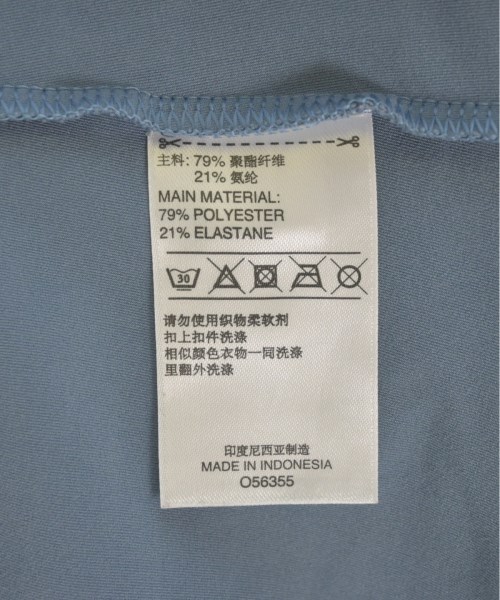 主料: 79% 聚酯纤维
21% 氨纶
MAIN MATERIAL:
79% POLYESTER
21% ELASTANE
30
请勿使用织物柔软剂
扣上扣件洗涤
相似颜色衣物一同洗涤
里翻外洗涤
印度尼西亚制造
MADE IN INDONESIA
O56355